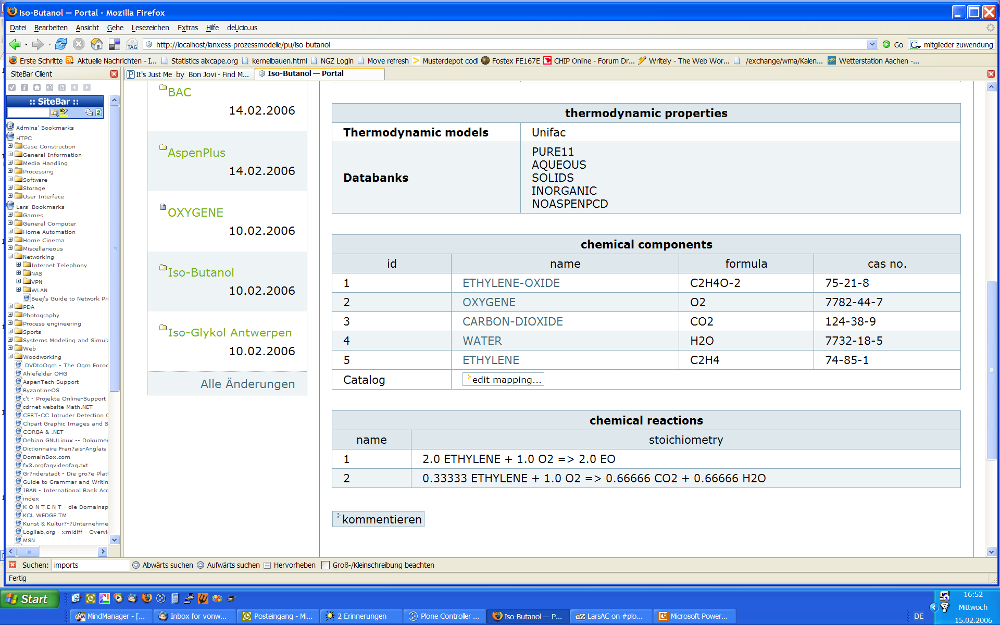 Iso-Butanol — Portal - Mozilla Firefox
Datei Bearbeiten Ansicht Gehe Lesezeichen Extras Hilfe del.icio.us
TAG http://localhost/lanxess-prozessmodelle/pu/iso-butanol Go mitglieder zuwendung
Erste Schritte Aktuelle Nachrichten - I... Statistics aixcape.org kernelbauen.html NGZ Login Move refresh Musterdepot codi Fostex FE167E CHIP Online - Forum Dr... Writely - The Web Wor... /exchange/wma/Kalen... Wetterstation Aachen -...
SiteBar Client
It's Just Me by Bon Jovi - Find M... Iso-Butanol — Portal
:: SiteBar ::
Admins' Bookmarks
HTPC
Case Construction
General Information
Media Handling
Processing
Software
Storage
User Interface
Lars' Bookmarks
Games
General Computer
Home Automation
Home Cinema
Miscellaneous
Networking
Internet Telephony
NAS
VPN
WLAN
Beej's Guide to Network Pr
PDA
Photography
Process engineering
Sports
Systems Modeling and Simula
Web
Woodworking
DVDtoOgm - The Ogm Encod
Ahlefelder OHG
AspenTech Support
ByzantineOS
c't - Projekte Online-Support
cdrnet website Math.NET
CERT-CC Intruder Detection C
Clipart Graphic Images and S
CORBA & .NET
Debian GNULinux -- Dokumen
Dictionnaire Fran?ais-Anglais
DomainBox.com
fx3.orgfaqvideofaq.txt
Gr?nderstadt - Die gro?e Platt
Guide to Grammar and Writin
IBAN - International Bank Acc
index
K O N T E N T - die Domainsp
KCL WEDGE TM
Kunst & Kultur?-?Unternehme
Logilab.org - xmldiff - Overvi
MSN
BAC
14.02.2006
AspenPlus
14.02.2006
OXYGENE
10.02.2006
Iso-Butanol
10.02.2006
Iso-Glykol Antwerpen
10.02.2006
Alle Änderungen
thermodynamic properties
Thermodynamic models Unifac
Databanks
PURE11
AQUEOUS
SOLIDS
INORGANIC
NOASPENPCD
chemical components
id name formula cas no.
1 ETHYLENE-OXIDE C2H4O-2 75-21-8
2 OXYGENE O2 7782-44-7
3 CARBON-DIOXIDE CO2 124-38-9
4 WATER H2O 7732-18-5
5 ETHYLENE C2H4 74-85-1
Catalog edit mapping...
chemical reactions
name stoichiometry
1 2.0 ETHYLENE + 1.0 O2 => 2.0 EO
2 0.33333 ETHYLENE + 1.0 O2 => 0.66666 CO2 + 0.66666 H2O
kommentieren
Suchen: imports Abwärts suchen Aufwärts suchen Hervorheben Groß-/Kleinschreibung beachten
Fertig
Start
MindManager - [... Inbox for vonw... Posteingang - Mi... 2 Erinnerungen Plone Controller ... Iso-Butanol — P... LarsAC on #plo... Microsoft Power... DE
16:52
Mittwoch
15.02.2006